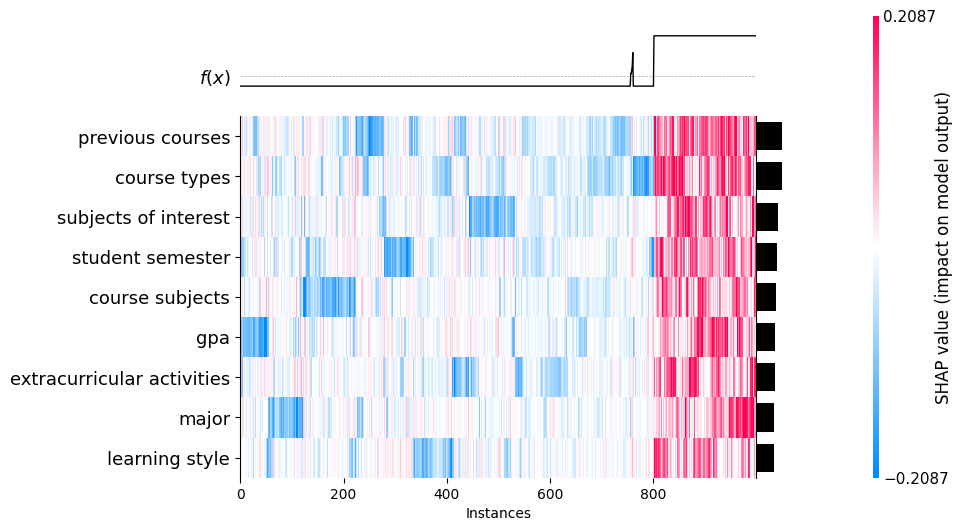 0.2087
f(x)
previous courses
course types
subjects of interest
student semester
course subjects
gpa
extracurricular activities
major
learning style
0 200 400 600 800
Instances
−0.2087
SHAP value (impact on model output)